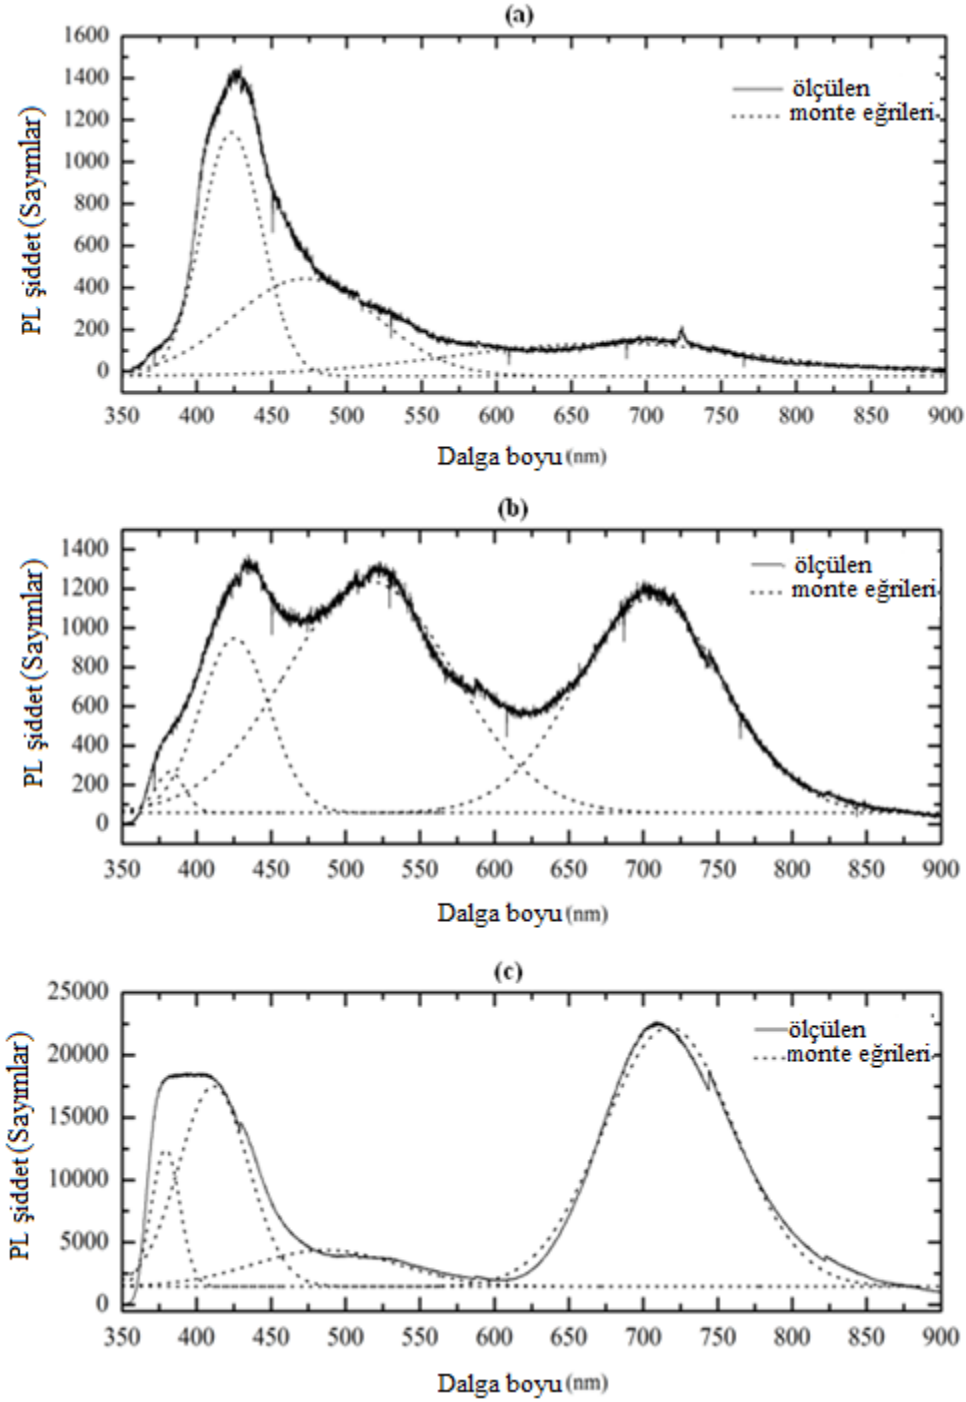 (a)
1600
1400
1200
1000
800
600
400
200
0
PL şiddet (Sayımlar)
ölçülen
monte eğrileri
350 400 450 500 550 600 650 700 750 800 850 900
Dalga boyu (nm)
(b)
1400
1200
1000
800
600
400
200
0
PL şiddet (Sayımlar)
ölçülen
monte eğrileri
350 400 450 500 550 600 650 700 750 800 850 900
Dalga boyu (nm)
(c)
25000
20000
15000
10000
5000
0
PL şiddet (Sayımlar)
ölçülen
monte eğrileri
350 400 450 500 550 600 650 700 750 800 850 900
Dalga boyu (nm)